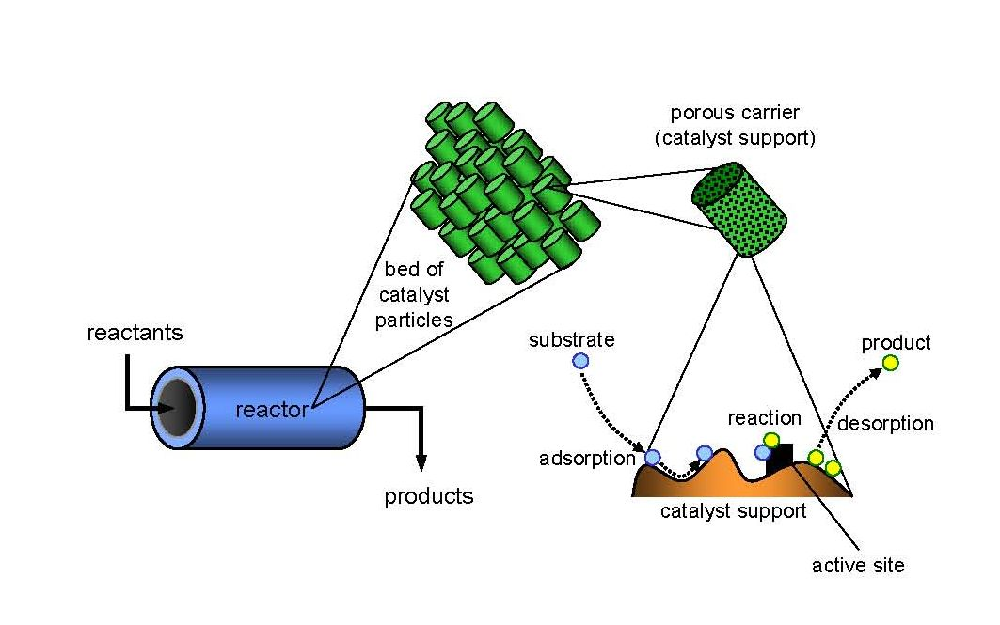 porous carrier
(catalyst support)
bed of
catalyst
particles
reactants
reactor
products
substrate
product
reaction
desorption
adsorption
catalyst support
active site